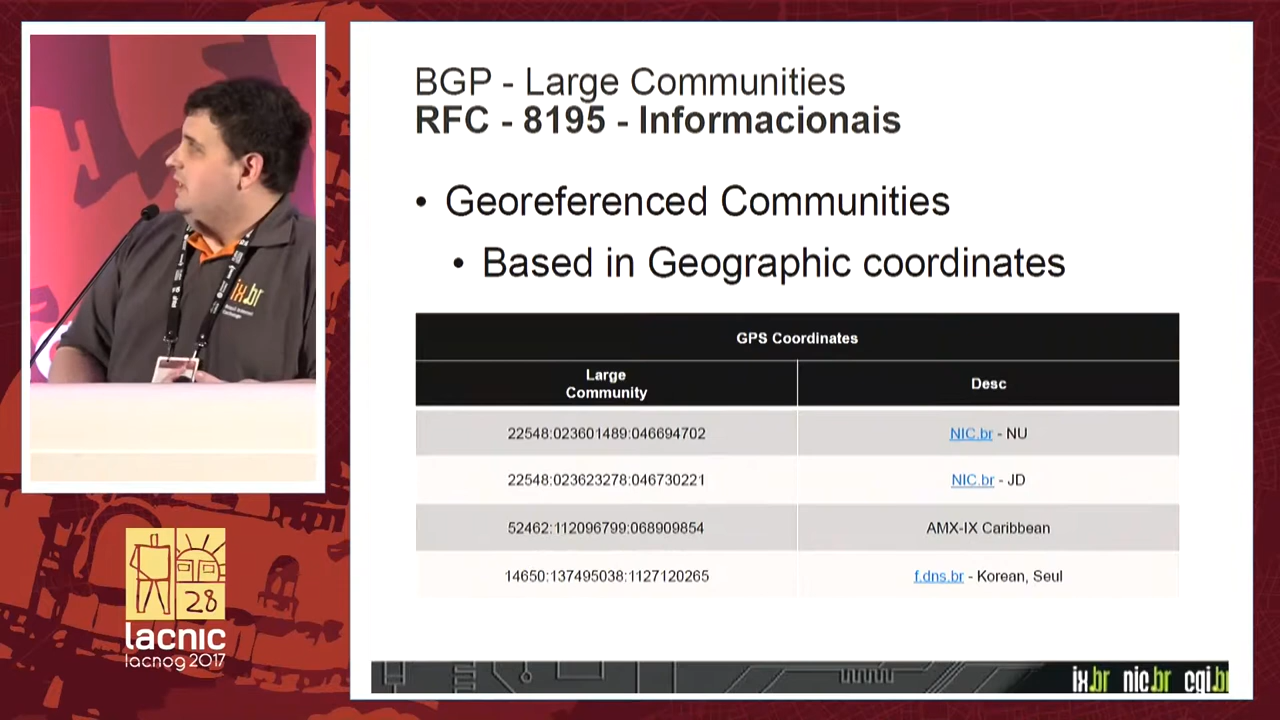 BGP - Large Communities
RFC - 8195 - Informacionais
• Georeferenced Communities
• Based in Geographic coordinates
GPS Coordinates
Large
Community
Desc
22548:023601489:046694702
NIC.br - NU
22548:023623278:046730221
NIC.br - JD
52462:112096799:068909854
AMX-IX Caribbean
14650:137495038:1127120265
f.dns.br - Korean, Seul
ix.br
28
lacnic
lacnog 2017
ix.br nic.br cgi.br